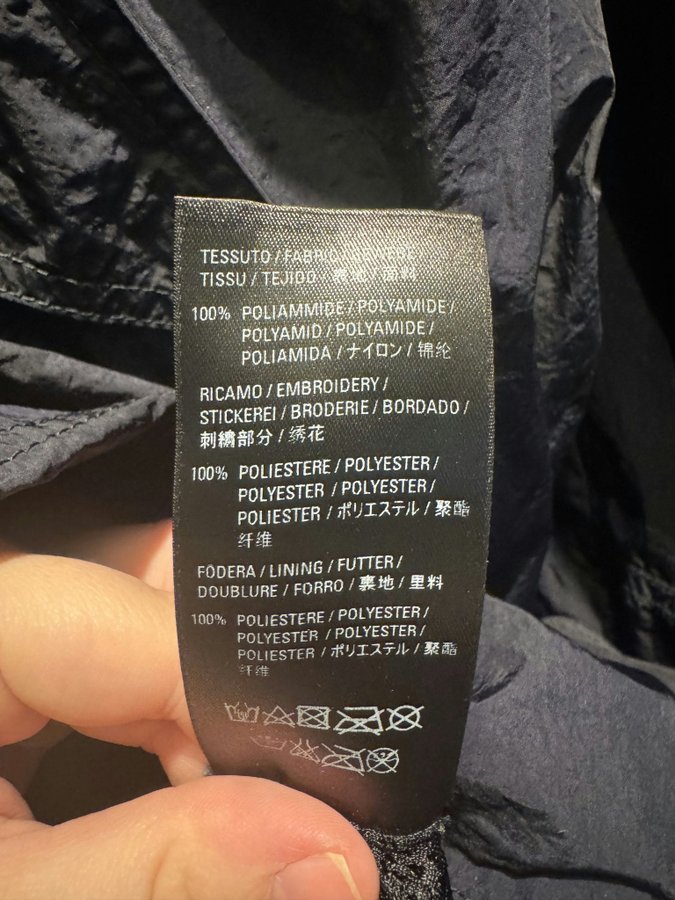 TESSUTO / FABRIC / GEWEBE /
TISSU / TEJIDO / 表地 / 面料
100% POLIAMMIDE / POLYAMIDE /
POLYAMID / POLYAMIDE /
POLIAMIDA / ナイロン / 锦纶
RICAMO / EMBROIDERY /
STICKEREI / BRODERIE / BORDADO /
刺繍部分 / 绣花
100% POLIESTERE / POLYESTER /
POLYESTER / POLYESTER /
POLIESTER / ポリエステル / 聚酯
纤维
FODERA / LINING / FUTTER /
DOUBLURE / FORRO / 裏地 / 里料
100% POLIESTERE / POLYESTER /
POLYESTER / POLYESTER /
POLIESTER / ポリエステル / 聚酯
纤维